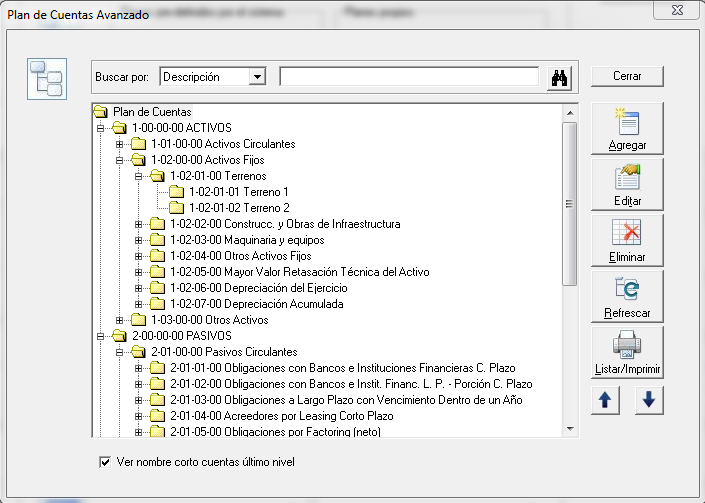 Plan de Cuentas Avanzado
Buscar por: Descripción
Cerrar
Plan de Cuentas
1-00-00-00 ACTIVOS
1-01-00-00 Activos Circulantes
1-02-00-00 Activos Fijos
1-02-01-00 Terrenos
1-02-01-01 Terreno 1
1-02-01-02 Terreno 2
1-02-02-00 Construcc. y Obras de Infraestructura
1-02-03-00 Maquinaria y equipos
1-02-04-00 Otros Activos Fijos
1-02-05-00 Mayor Valor Retasación Técnica del Activo
1-02-06-00 Depreciación del Ejercicio
1-02-07-00 Depreciación Acumulada
1-03-00-00 Otros Activos
2-00-00-00 PASIVOS
2-01-00-00 Pasivos Circulantes
2-01-01-00 Obligaciones con Bancos e Instituciones Financieras C. Plazo
2-01-02-00 Obligaciones con Bancos e Instit. Financ. L. P. - Porción C. Plazo
2-01-03-00 Obligaciones a Largo Plazo con Vencimiento Dentro de un Año
2-01-04-00 Acreedores por Leasing Corto Plazo
2-01-05-00 Obligaciones por Factoring (neto)
Agregar
Editar
Eliminar
Refrescar
Listar/Imprimir
Ver nombre corto cuentas último nivel